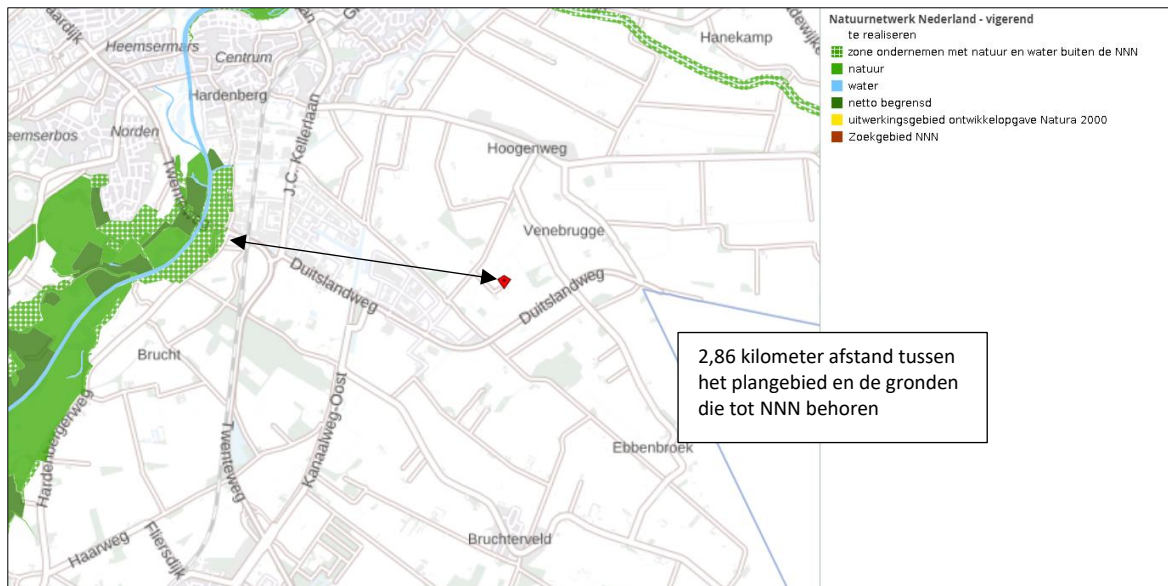 aardijk
Heemsermars
Centrum
Hardenberg
eemserbos
Norden
Twente
J.C. Kellerlaan
Hanekamp
Hoogenweg
Venebrugge
Duitslandweg
Duitslandweg
Brucht
Hardenbergerweg
Twenteweg
Kanaalweg-Oost
Ebbenbroek
Haarweg
Fliersdijk
Bruchterveld
2,86 kilometer afstand tussen
het plangebied en de gronden
die tot NNN behoren
Natuurnetwerk Nederland - vigerend
te realiseren
zone ondernemen met natuur en water buiten de NNN
natuur
water
netto begrensd
uitwerkingsgebied ontwikkelopgave Natura 2000
Zoekgebied NNN